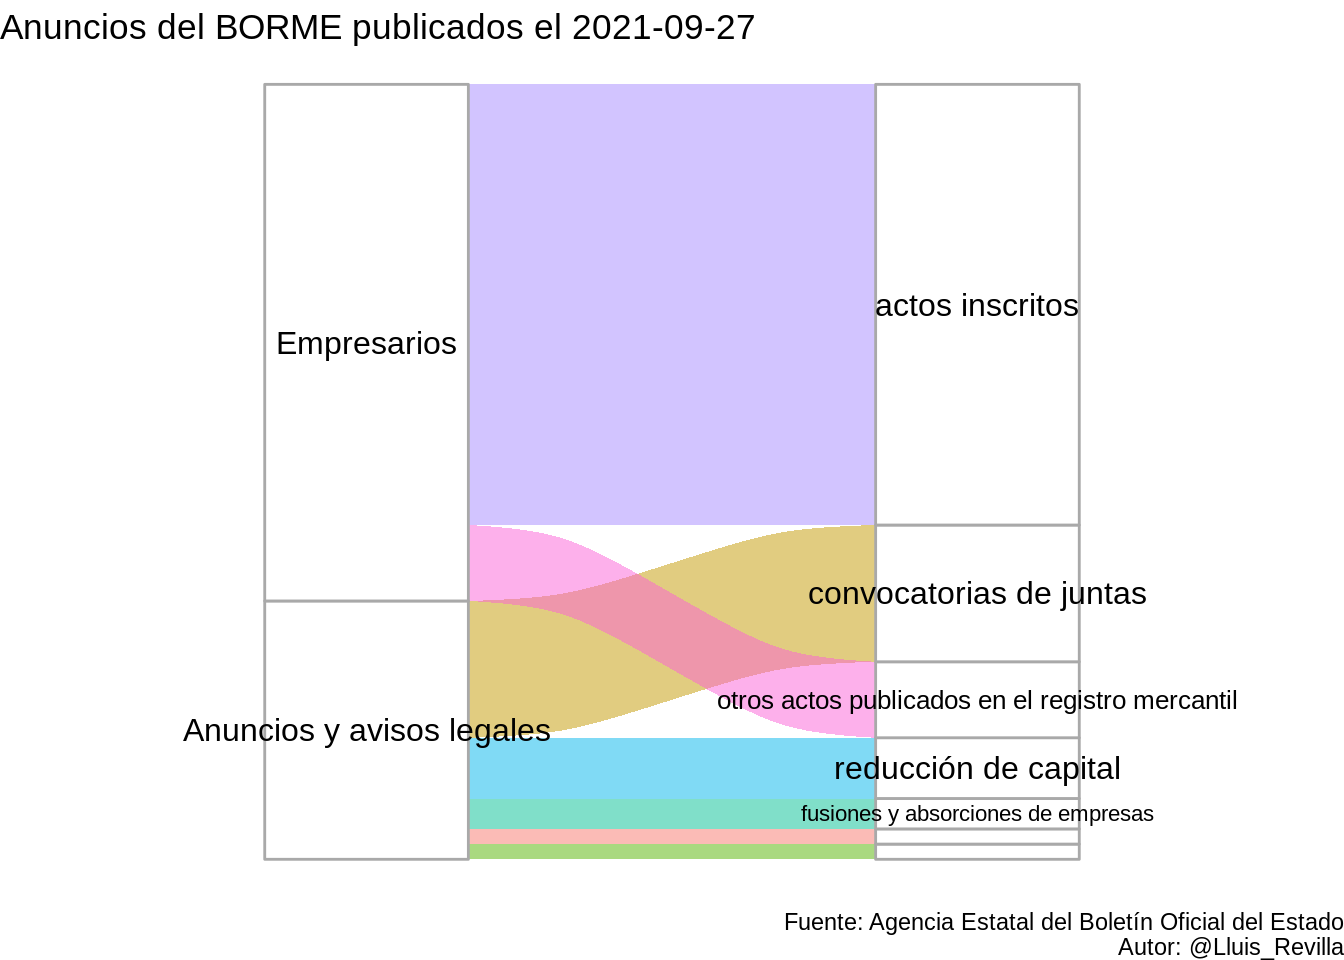 Anuncios del BORME publicados el 2021-09-27
Empresarios
actos inscritos
convocatorias de juntas
otros actos publicados en el registro mercantil
Anuncios y avisos legales
reducción de capital
fusiones y absorciones de empresas
Fuente: Agencia Estatal del Boletín Oficial del Estado
Autor: @Lluis_Revilla